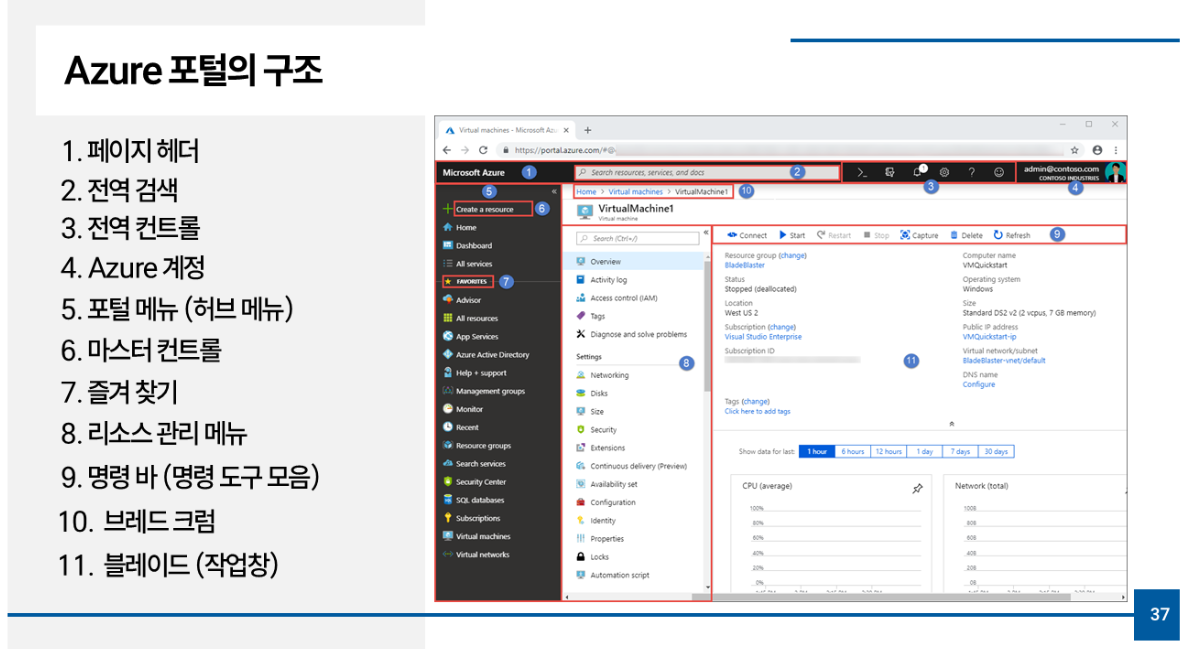 Azure 포털의 구조
1. 페이지 헤더
2. 전역 검색
3. 전역 컨트롤
4. Azure 계정
5. 포털 메뉴 (허브 메뉴)
6. 마스터 컨트롤
7. 즐겨 찾기
8. 리소스 관리 메뉴
9. 명령 바 (명령 도구 모음)
10. 브레드 크럼
11. 블레이드 (작업창)
Virtual machines - Microsoft Azu
https://portal.azure.com/#@
Microsoft Azure 1
Search resources, services, and docs 2
3
admin@contoso.com
CONTOSO INDUSTRIES
4
5
Create a resource 6
Home
Dashboard
All services
FAVORITES 7
Advisor
All resources
App Services
Azure Active Directory
Help + support
Management groups
Monitor
Recent
Resource groups
Search services
Security Center
SQL databases
Subscriptions
Virtual machines
Virtual networks
Home > Virtual machines > VirtualMachine1 10
VirtualMachine1
Virtual machine
Search (Ctrl+/)
Overview
Activity log
Access control (IAM)
Tags
Diagnose and solve problems
Settings
8
Networking
Disks
Size
Security
Extensions
Continuous delivery (Preview)
Availability set
Configuration
Identity
Properties
Locks
Automation script
Connect Start Restart Stop Capture Delete Refresh 9
Resource group (change)
BladeBlaster
Status
Stopped (deallocated)
Location
West US 2
Subscription (change)
Visual Studio Enterprise
Subscription ID
11
Computer name
VMQuickstart
Operating system
Windows
Size
Standard DS2 v2 (2 vcpus, 7 GB memory)
Public IP address
VMQuickstart-ip
Virtual network/subnet
BladeBlaster-vnet/default
DNS name
Configure
Tags (change)
Click here to add tags
Show data for last: 1 hour 6 hours 12 hours 1 day 7 days 30 days
CPU (average)
100%
80%
60%
40%
20%
0%
Network (total)
100B
80B
60B
40B
20B
0B
37